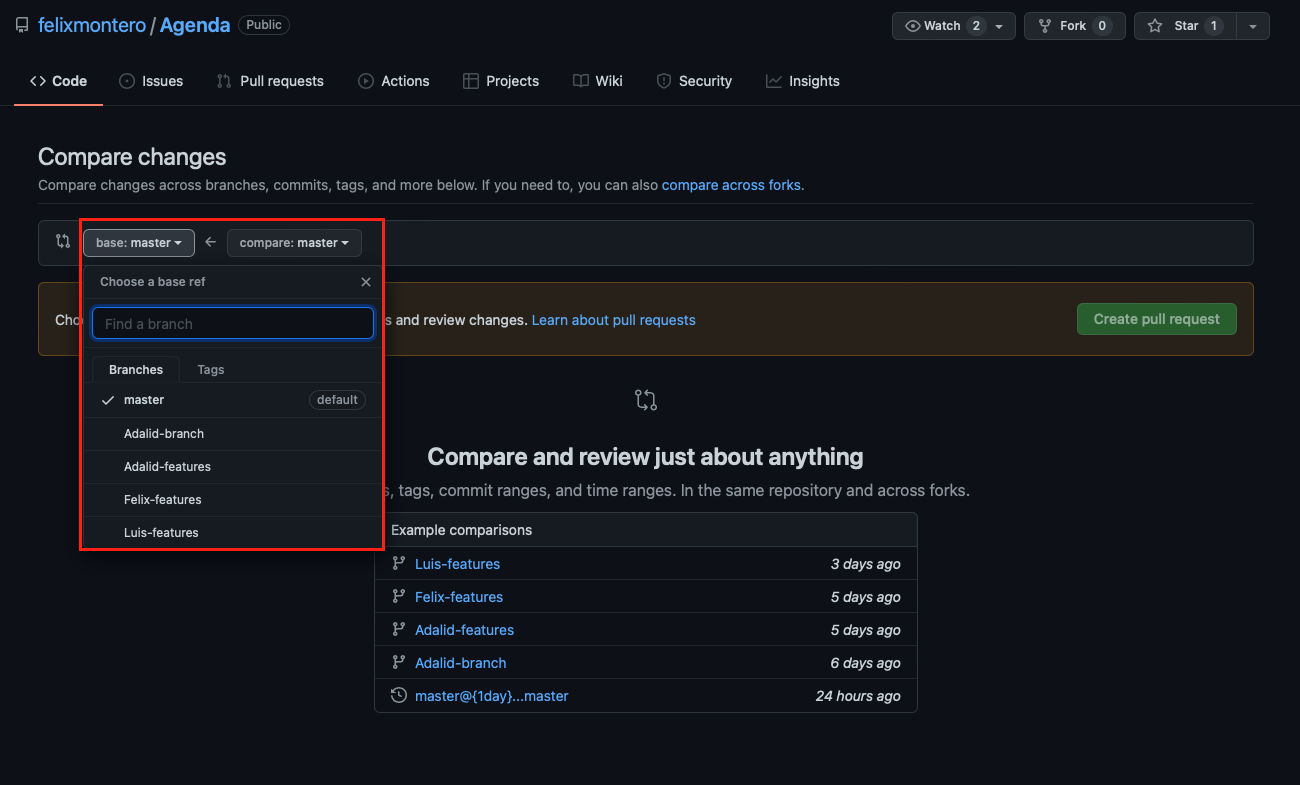 felixmontero / Agenda Public
Watch 2 Fork 0 Star 1
Code Issues Pull requests Actions Projects Wiki Security Insights
Compare changes
Compare changes across branches, commits, tags, and more below. If you need to, you can also compare across forks.
base: master compare: master
Choose a base ref
Find a branch
Cho s and review changes. Learn about pull requests
Create pull request
Branches Tags
master default
Adalid-branch
Adalid-features
Felix-features
Luis-features
Compare and review just about anything
s, tags, commit ranges, and time ranges. In the same repository and across forks.
Example comparisons
Luis-features 3 days ago
Felix-features 5 days ago
Adalid-features 5 days ago
Adalid-branch 6 days ago
master@{1day}...master 24 hours ago